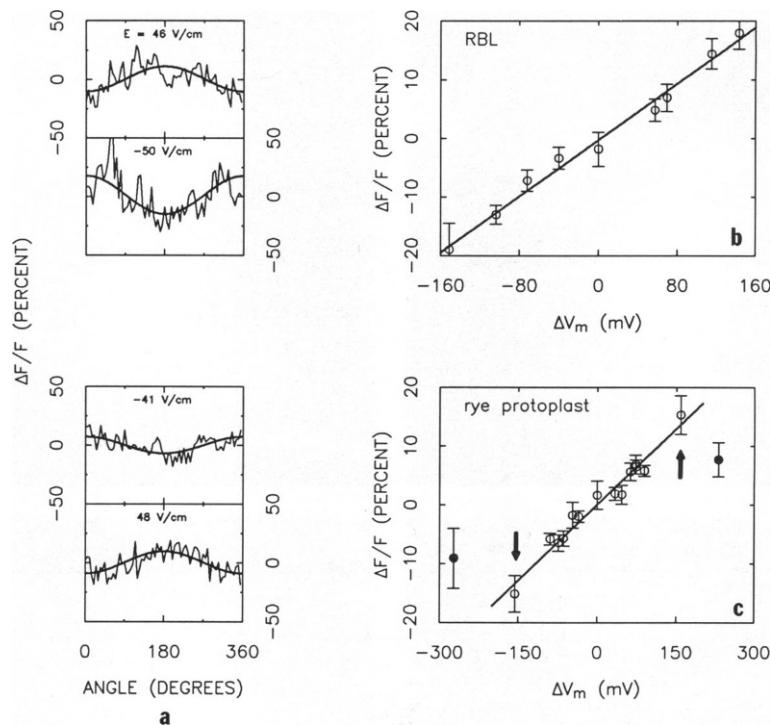 ΔF/F (PERCENT)
E = 46 V/cm
50
0
-50
-50 V/cm
50
0
-50
-41 V/cm
50
0
-50
48 V/cm
50
0
-50
0 180 360
ANGLE (DEGREES)
a
RBL
ΔF/F (PERCENT)
20
10
0
-10
-20
-160 -80 0 80 160
ΔVm (mV)
b
rye protoplast
ΔF/F (PERCENT)
20
10
0
-10
-20
-300 -150 0 150 300
ΔVm (mV)
c